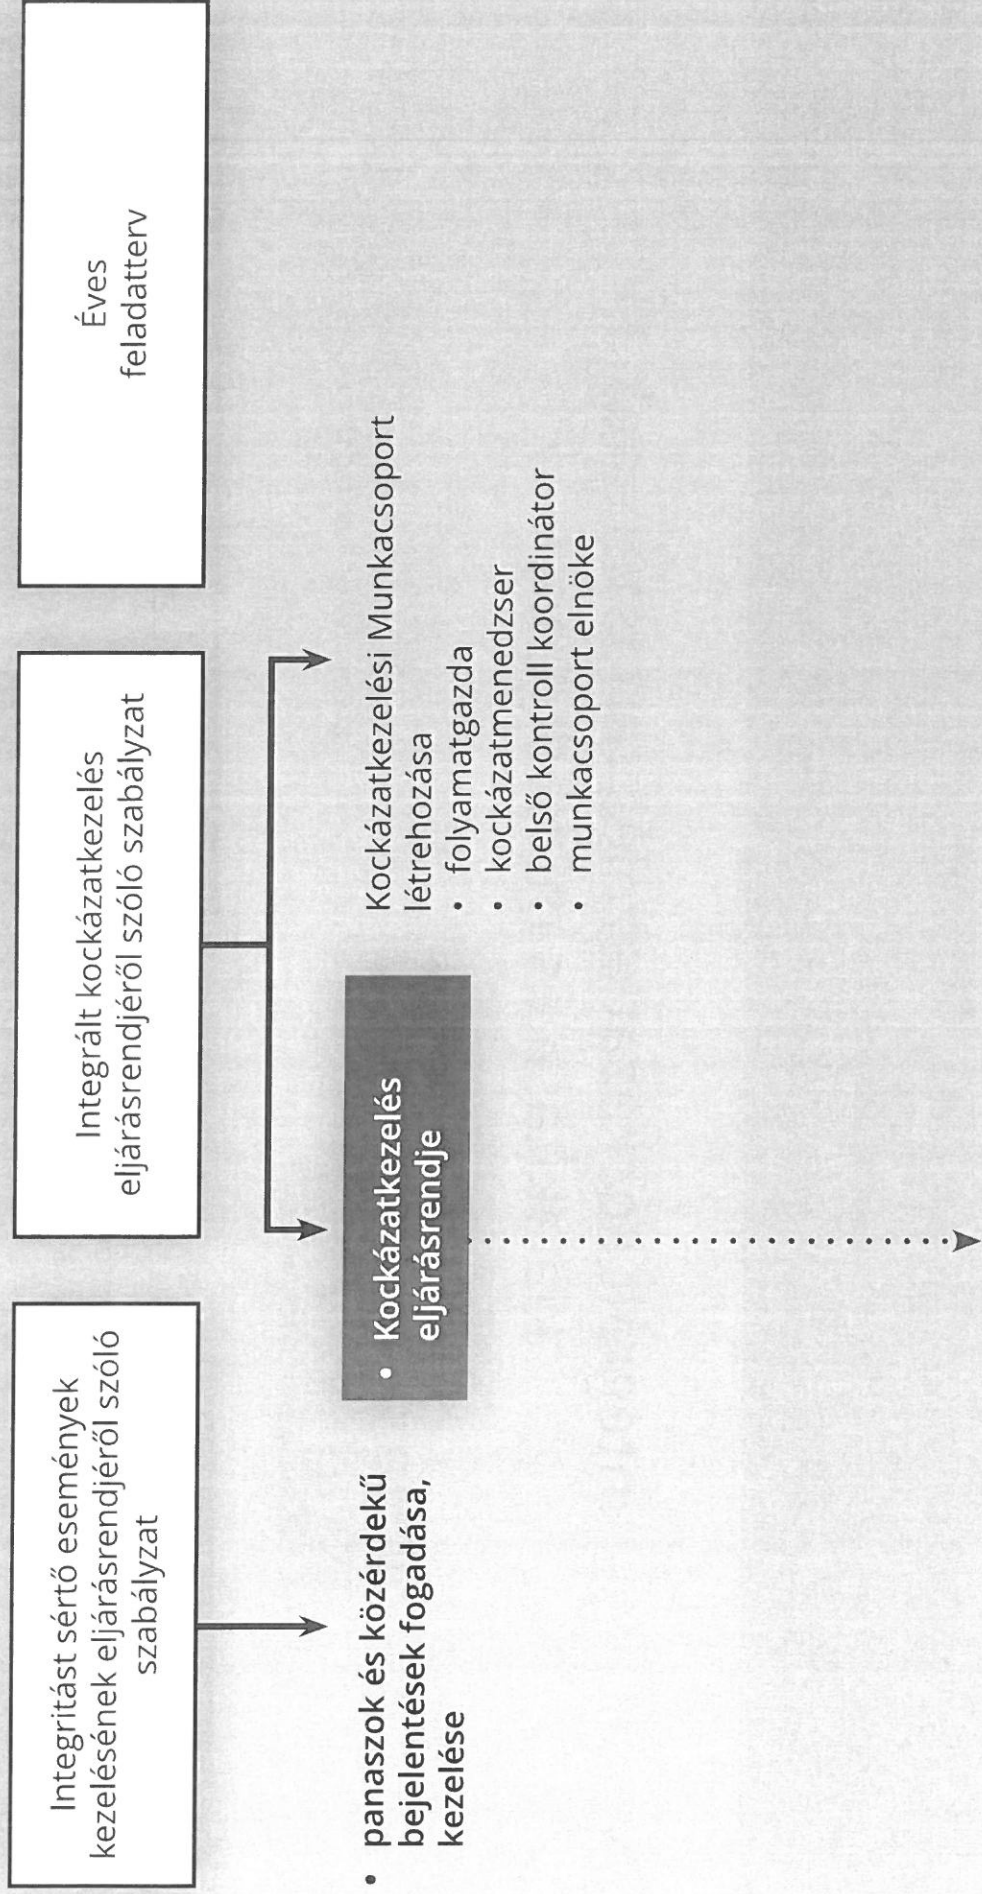 Integritást sértő események
kezelésének eljárásrendjéről szóló
szabályzat
Integrált kockázatkezelés
eljárásrendjéről szóló szabályzat
Éves
feladatterv
• panaszok és közérdekű
bejelentések fogadása,
kezelése
• Kockázatkezelés
eljárásrendje
Kockázatkezelési Munkacsoport
létrehozása
• folyamatgazda
• kockázatmenedzser
• belső kontroll koordinátor
• munkacsoport elnöke